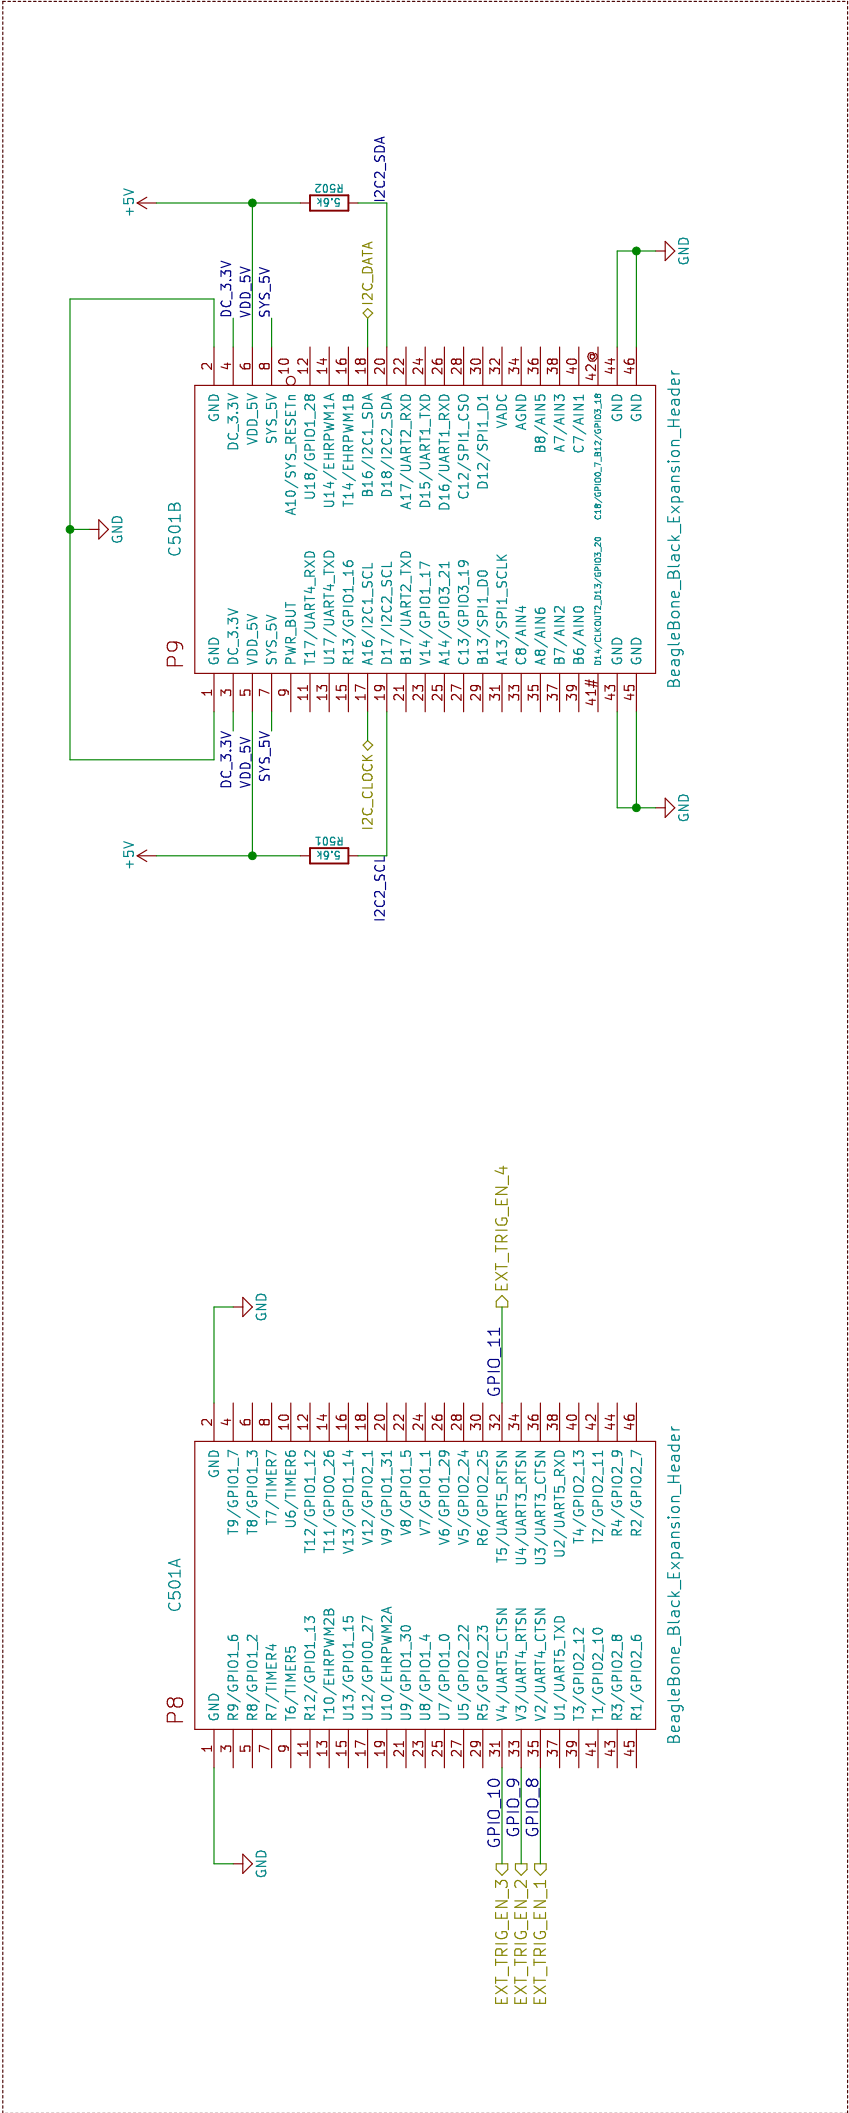 P8
C501A
1 GND GND 2
GND
GND
3 R9/GPIO1_6 T9/GPIO1_7 4
5 R8/GPIO1_2 T8/GPIO1_3 6
7 R7/TIMER4 T7/TIMER7 8
9 T6/TIMER5 U6/TIMER6 10
11 R12/GPIO1_13 T12/GPIO1_12 12
13 T10/EHRPWM2B T11/GPIO0_26 14
15 U13/GPIO1_15 V13/GPIO1_14 16
17 U12/GPIO0_27 V12/GPIO2_1 18
19 U10/EHRPWM2A V9/GPIO1_31 20
21 U9/GPIO1_30 V8/GPIO1_5 22
23 U8/GPIO1_4 V7/GPIO1_1 24
25 U7/GPIO1_0 V6/GPIO1_29 26
27 U5/GPIO2_22 V5/GPIO2_24 28
29 R5/GPIO2_23 R6/GPIO2_25 30
EXT_TRIG_EN_3 GPIO_10 31 V4/UART5_CTSN T5/UART5_RTSN 32 GPIO_11 EXT_TRIG_EN_4
EXT_TRIG_EN_2 GPIO_9 33 V3/UART4_RTSN U4/UART3_RTSN 34
EXT_TRIG_EN_1 GPIO_8 35 V2/UART4_CTSN U3/UART3_CTSN 36
37 U1/UART5_TXD U2/UART5_RXD 38
39 T3/GPIO2_12 T4/GPIO2_13 40
41 T1/GPIO2_10 T2/GPIO2_11 42
43 R3/GPIO2_8 R4/GPIO2_9 44
45 R1/GPIO2_6 R2/GPIO2_7 46
BeagleBone_Black_Expansion_Header
GND
+5V
+5V
P9
C501B
1 GND GND 2
DC_3.3V 3 DC_3.3V DC_3.3V 4 DC_3.3V
VDD_5V 5 VDD_5V VDD_5V 6 VDD_5V
SYS_5V 7 SYS_5V SYS_5V 8 SYS_5V
9 PWR_BUT A10/SYS_RESETn 10
11 T17/UART4_RXD U18/GPIO1_28 12
R501
5.6k
R502
5.6k
13 U17/UART4_TXD U14/EHRPWM1A 14
15 R13/GPIO1_16 T14/EHRPWM1B 16
I2C_CLOCK 17 A16/I2C1_SCL B16/I2C1_SDA 18 I2C_DATA
I2C2_SCL 19 D17/I2C2_SCL D18/I2C2_SDA 20 I2C2_SDA
21 B17/UART2_TXD A17/UART2_RXD 22
23 V14/GPIO1_17 D15/UART1_TXD 24
25 A14/GPIO3_21 D16/UART1_RXD 26
27 C13/GPIO3_19 C12/SPI1_CSO 28
29 B13/SPI1_D0 D12/SPI1_D1 30
31 A13/SPI1_SCLK VADC 32
33 C8/AIN4 AGND 34
35 A8/AIN6 B8/AIN5 36
37 B7/AIN2 A7/AIN3 38
39 B6/AIN0 C7/AIN1 40
41# D14/CLKOUT2_D13/GPIO3_20 C18/GPIO0_7_B12/GPIO3_18 42@
43 GND GND 44
45 GND GND 46
BeagleBone_Black_Expansion_Header
GND
GND